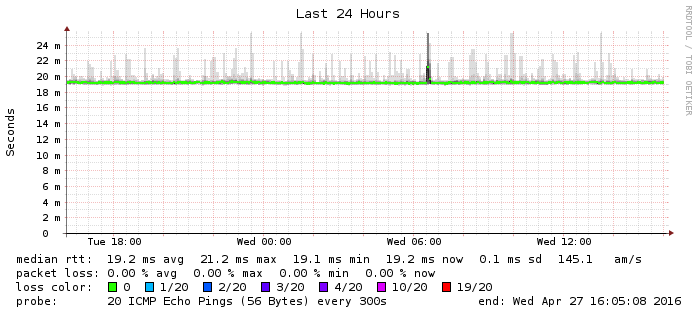 Last 24 Hours
RRDTOOL / TOBI OETIKER
Seconds
24 m
22 m
20 m
18 m
16 m
14 m
12 m
10 m
8 m
6 m
4 m
2 m
0
Tue 18:00 Wed 00:00 Wed 06:00 Wed 12:00
median rtt: 19.2 ms avg 21.2 ms max 19.1 ms min 19.2 ms now 0.1 ms sd 145.1 am/s
packet loss: 0.00 % avg 0.00 % max 0.00 % min 0.00 % now
loss color: 0 1/20 2/20 3/20 4/20 10/20 19/20
probe: 20 ICMP Echo Pings (56 Bytes) every 300s end: Wed Apr 27 16:05:08 2016